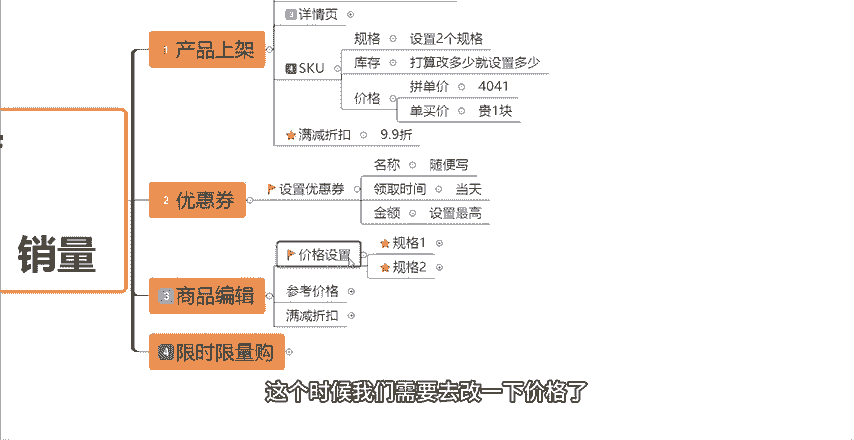 3 详情页
规格 设置2个规格
1 产品上架
库存 打算改多少就设置多少
4 SKU
拼单价 4041
价格
单买价 贵1块
满减折扣 9.9折
名称 随便写
2 优惠券
设置优惠券
领取时间 当天
金额 设置最高
销量
规格1
价格设置
规格2
3 商品编辑
参考价格
满减折扣
4 限时限量购
这个时候我们需要去改一下价格了